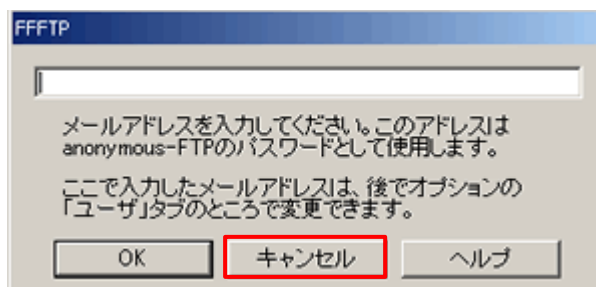 FFFTP
メールアドレスを入力してください。このアドレスは
anonymous-FTPのパスワードとして使用します。
ここで入力したメールアドレスは、後でオプションの
「ユーザ」タブのところで変更できます。
OK キャンセル ヘルプ